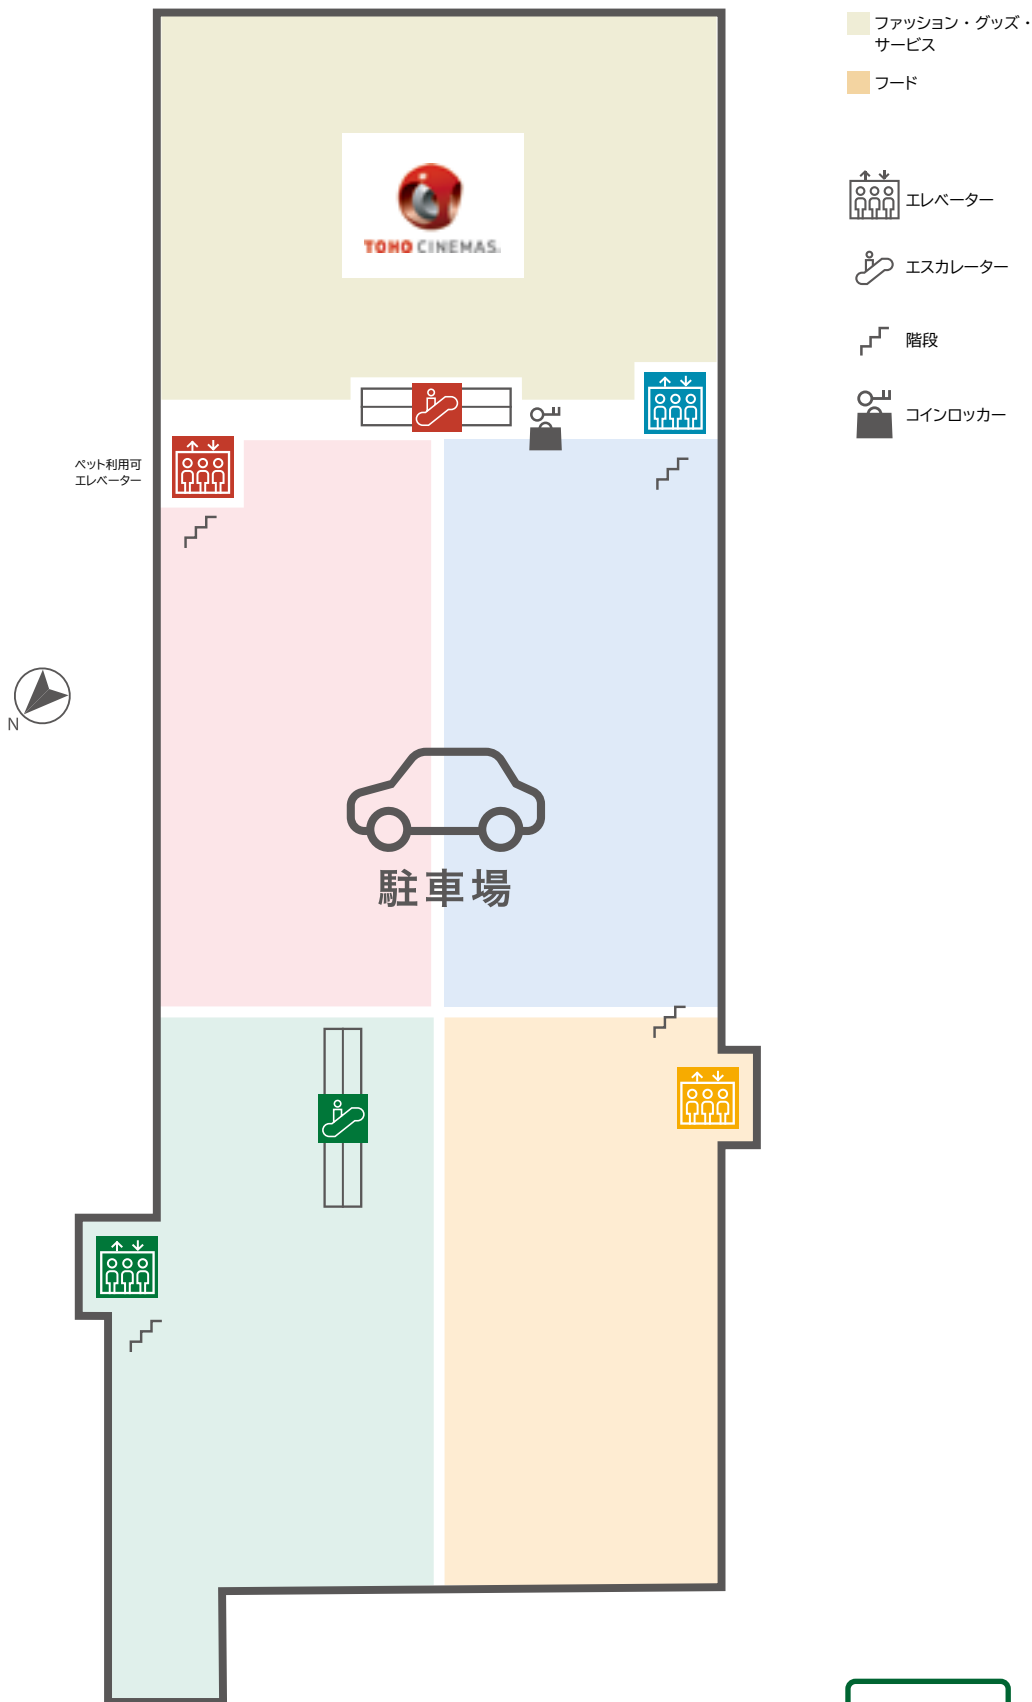 ファッション・グッズ・
サービス
フード
エレベーター
エスカレーター
階段
コインロッカー
TOHO CINEMAS
ペット利用可
エレベーター
N
駐車場